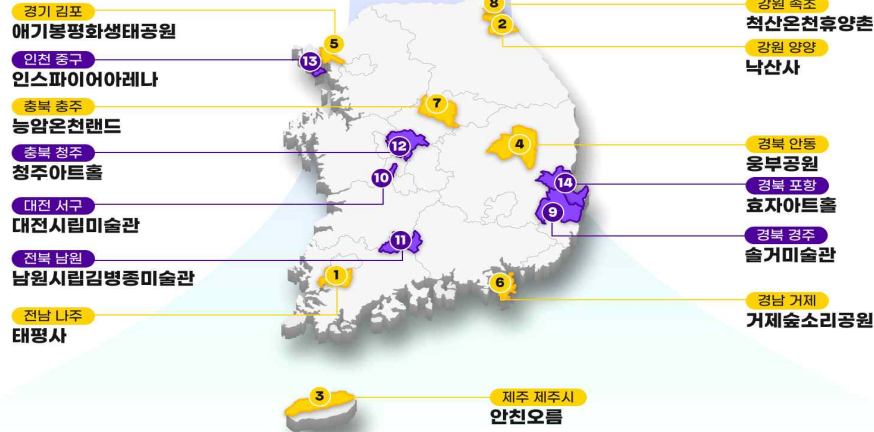 경기 김포
애기봉평화생태공원
인천 중구
인스파이어아레나
충북 충주
능암온천랜드
충북 청주
청주아트홀
대전 서구
대전시립미술관
전북 남원
남원시립김병종미술관
전남 나주
태평사
8
2
5
13
7
12
4
10
14
9
11
1
6
3
강원 속초
척산온천휴양촌
강원 양양
낙산사
경북 안동
웅부공원
경북 포항
효자아트홀
경북 경주
솔거미술관
경남 거제
거제숲소리공원
제주 제주시
안친오름